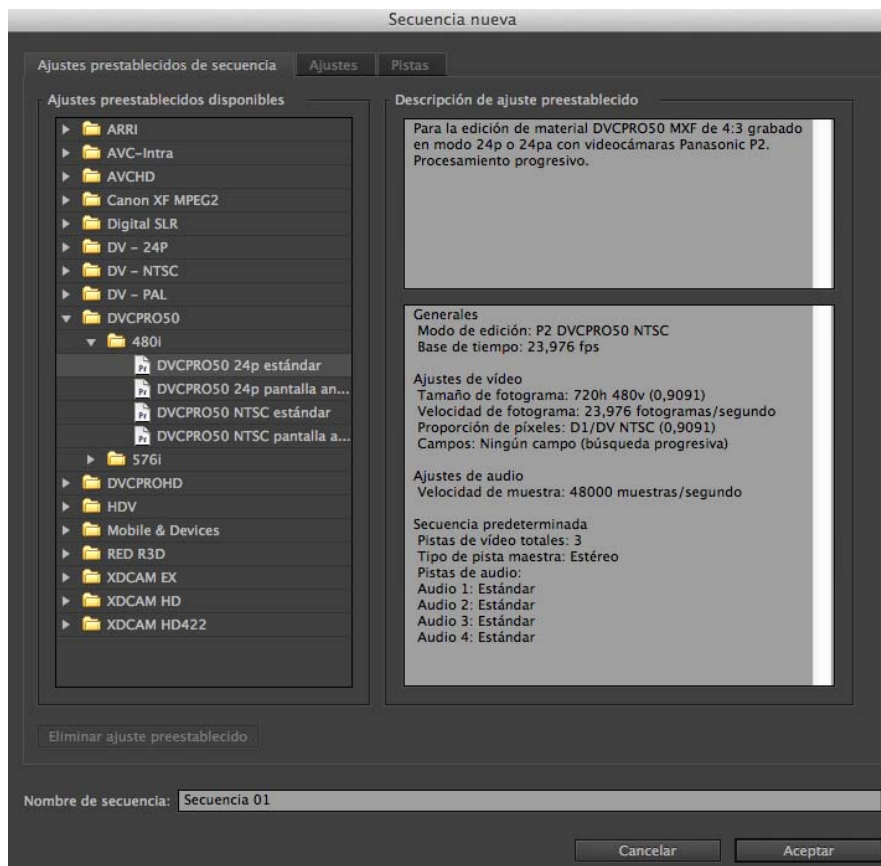 Secuencia nueva
Ajustes prestablecidos de secuencia
Ajustes
Pistas
Ajustes preestablecidos disponibles
ARRI
AVC-Intra
AVCHD
Canon XF MPEG2
Digital SLR
DV - 24P
DV - NTSC
DV - PAL
DVCPRO50
480i
DVCPRO50 24p estándar
DVCPRO50 24p pantalla an...
DVCPRO50 NTSC estándar
DVCPRO50 NTSC pantalla a...
576i
DVCPROHD
HDV
Mobile & Devices
RED R3D
XDCAM EX
XDCAM HD
XDCAM HD422
Descripción de ajuste preestablecido
Para la edición de material DVCPRO50 MXF de 4:3 grabado
en modo 24p o 24pa con videocámaras Panasonic P2.
Procesamiento progresivo.
Generales
Modo de edición: P2 DVCPRO50 NTSC
Base de tiempo: 23,976 fps
Ajustes de vídeo
Tamaño de fotograma: 720h 480v (0,9091)
Velocidad de fotograma: 23,976 fotogramas/segundo
Proporción de píxeles: D1/DV NTSC (0,9091)
Campos: Ningún campo (búsqueda progresiva)
Ajustes de audio
Velocidad de muestra: 48000 muestras/segundo
Secuencia predeterminada
Pistas de vídeo totales: 3
Tipo de pista maestra: Estéreo
Pistas de audio:
Audio 1: Estándar
Audio 2: Estándar
Audio 3: Estándar
Audio 4: Estándar
Eliminar ajuste preestablecido
Nombre de secuencia: Secuencia 01
Cancelar
Aceptar